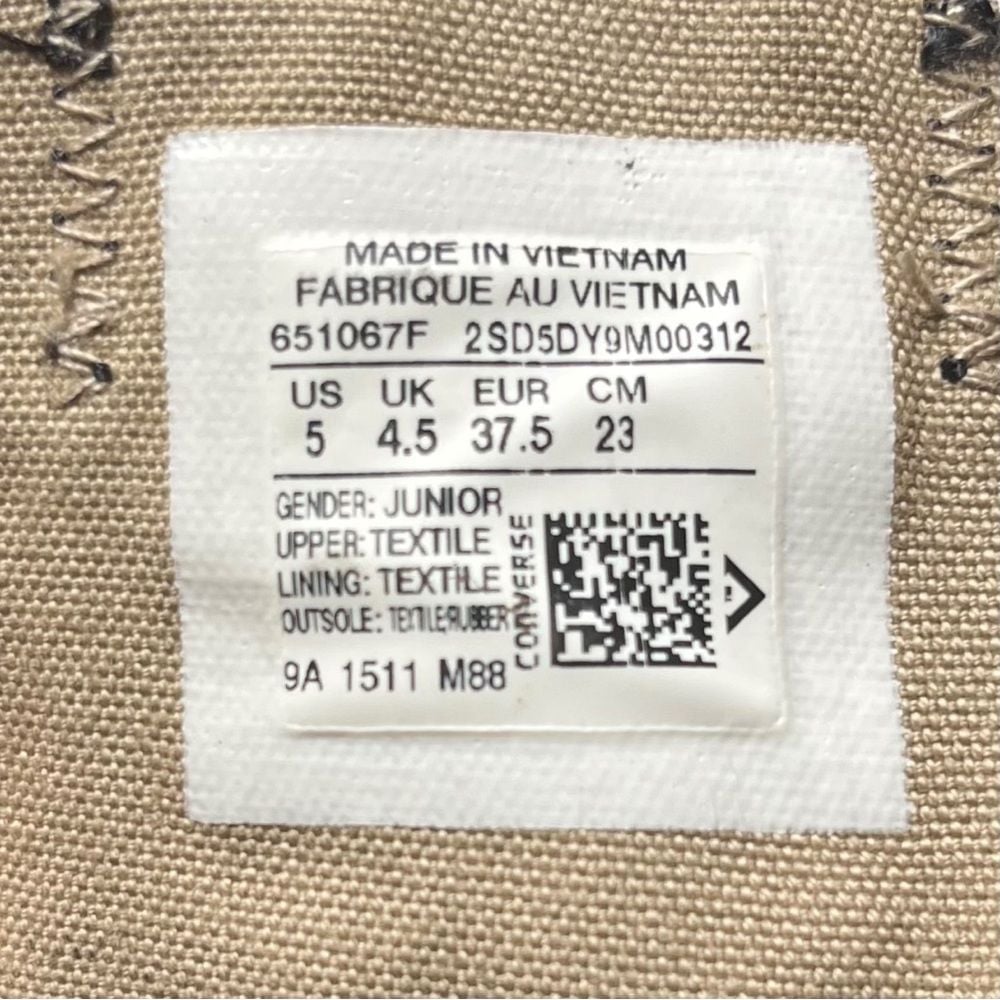 MADE IN VIETNAM
FABRIQUE AU VIETNAM
651067F 2SD5DY9M00312
US UK EUR CM
5 4.5 37.5 23
GENDER: JUNIOR
UPPER: TEXTILE
LINING: TEXTILE
OUTSOLE: TEXTILE/RUBBER
CONVERSE
9A 1511 M88